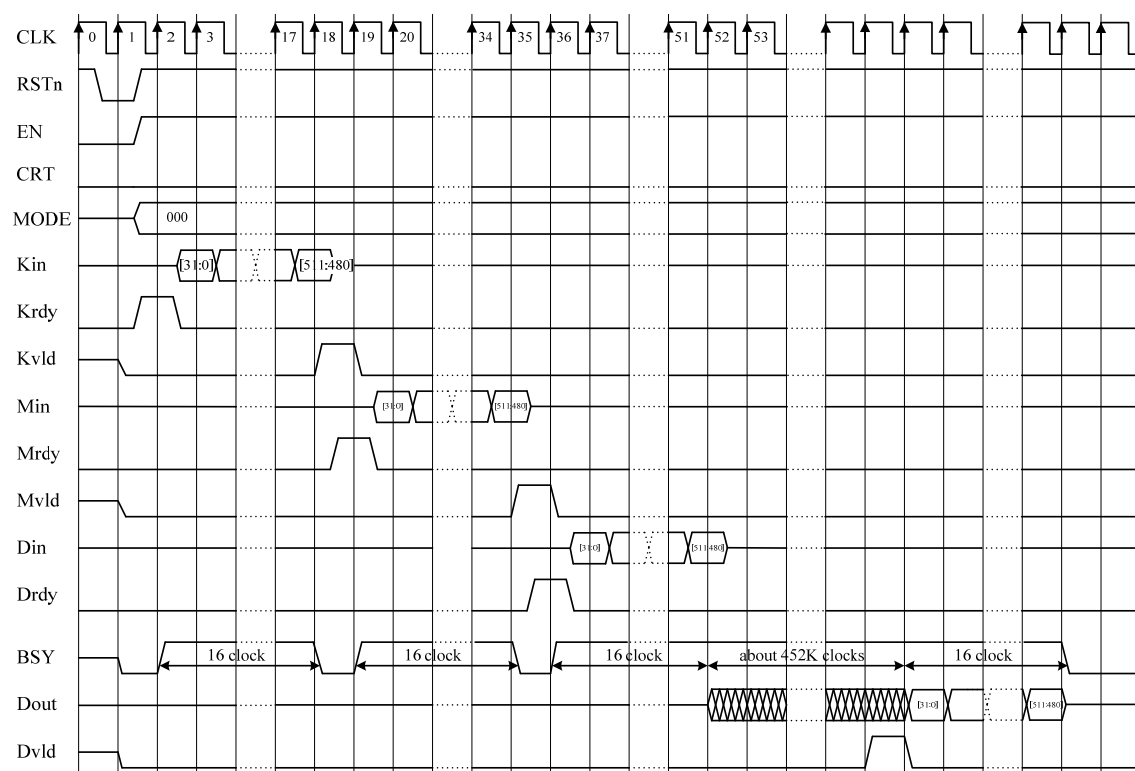 CLK 0 1 2 3 17 18 19 20 34 35 36 37 51 52 53
RSTn
EN
CRT
MODE 000
Kin [31:0] [511:480]
Krdy
Kvld
Min [31:0] [511:480]
Mrdy
Mvld
Din [31:0] [511:480]
Drdy
BSY 16 clock 16 clock 16 clock about 452K clocks 16 clock
Dout [31:0] [511:480]
Dvld